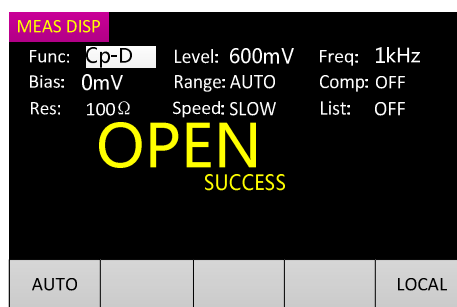 MEAS DISP
Func: Cp-D Level: 600mV Freq: 1kHz
Bias: 0mV Range: AUTO Comp: OFF
Res: 100Ω Speed: SLOW List: OFF
OPEN
SUCCESS
AUTO LOCAL